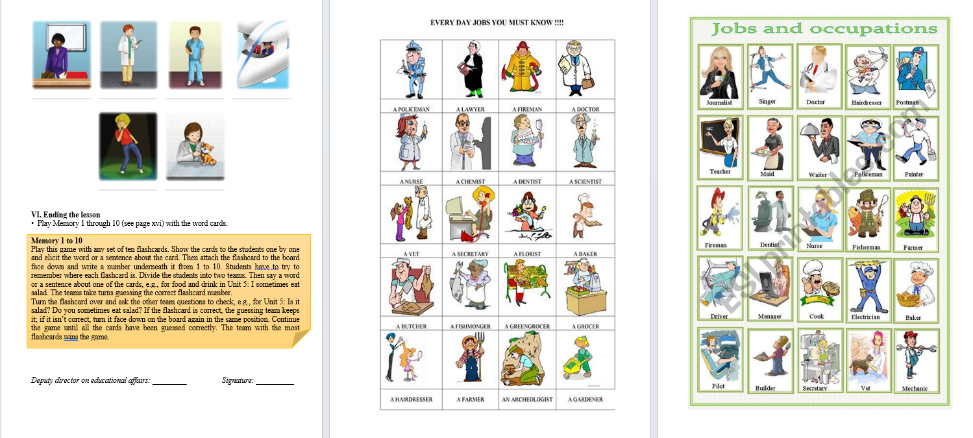 VI. Ending the lesson
• Play Memory 1 through 10 (see page xvi) with the word cards.
Memory 1 to 10
Play this game with any set of ten flashcards. Show the cards to the students one by one
and elicit the word or a sentence about the card. Then attach the flashcard to the board
face down and write a number underneath it from 1 to 10. Students have to try to
remember where each flashcard is. Divide the students into two teams. Then say a word
or a sentence about one of the cards, e.g., for food and drink in Unit 5: I sometimes eat
salad. The teams take turns guessing the correct flashcard number.
Turn the flashcard over and ask the other team questions to check, e.g., for Unit 5: Is it
salad? Do you sometimes eat salad? If the flashcard is correct, the guessing team keeps
it; if it isn't correct, turn it face down on the board again in the same position. Continue
the game until all the cards have been guessed correctly. The team with the most
flashcards wins the game.
Deputy director on educational affairs: ________ Signature: ________
EVERY DAY JOBS YOU MUST KNOW !!!!
A POLICEMAN A LAWYER A FIREMAN A DOCTOR
A NURSE A CHEMIST A DENTIST A SCIENTIST
A VET A SECRETARY A FLORIST A BAKER
A BUTCHER A FISHMONGER A GREENGROCER A GROCER
A HAIRDRESSER A FARMER AN ARCHEOLOGIST A GARDENER
Jobs and occupations
Journalist Singer Doctor Hairdresser Postman
Teacher Maid Waiter Policeman Painter
Fireman Dentist Nurse Fisherman Farmer
Driver Manager Cook Electrician Baker
Pilot Builder Secretary Vet Mechanic